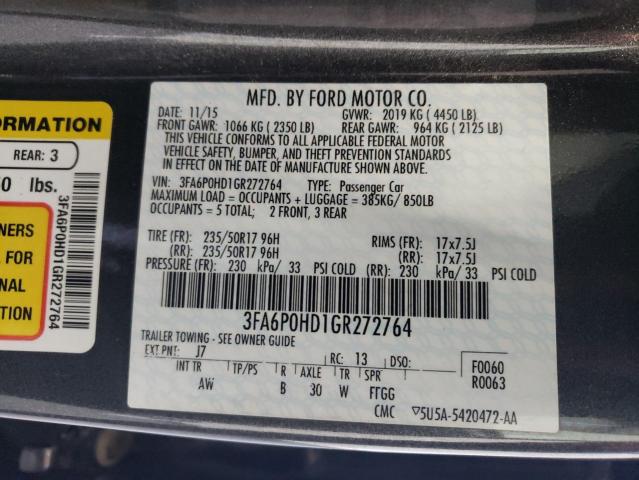 ORMATION
REAR: 3
0 lbs.
NERS
L FOR
NAL
TION
3FA6P0HD1GR272764
MFD. BY FORD MOTOR CO.
DATE: 11/15 GVWR: 2019 KG ( 4450 LB)
FRONT GAWR: 1066 KG ( 2350 LB) REAR GAWR: 964 KG ( 2125 LB)
THIS VEHICLE CONFORMS TO ALL APPLICABLE FEDERAL MOTOR
VEHICLE SAFETY, BUMPER, AND THEFT PREVENTION STANDARDS
IN EFFECT ON THE DATE OF MANUFACTURE SHOWN ABOVE.
VIN: 3FA6P0HD1GR272764 TYPE: Passenger Car
MAXIMUM LOAD = OCCUPANTS + LUGGAGE = 385KG/ 850LB
OCCUPANTS = 5 TOTAL; 2 FRONT, 3 REAR
TIRE (FR): 235/50R17 96H RIMS (FR): 17x7.5J
(RR): 235/50R17 96H (RR): 17x7.5J
PRESSURE (FR): 230 kPa/ 33 PSI COLD (RR): 230 kPa/ 33 PSI COLD
3FA6P0HD1GR272764
TRAILER TOWING - SEE OWNER GUIDE
EXT PNT: J7 RC: 13 DSO: F0060
INT TR TP/PS R AXLE TR SPR R0063
AW B 30 W FTGG
CMC ▽5U5A-5420472-AA